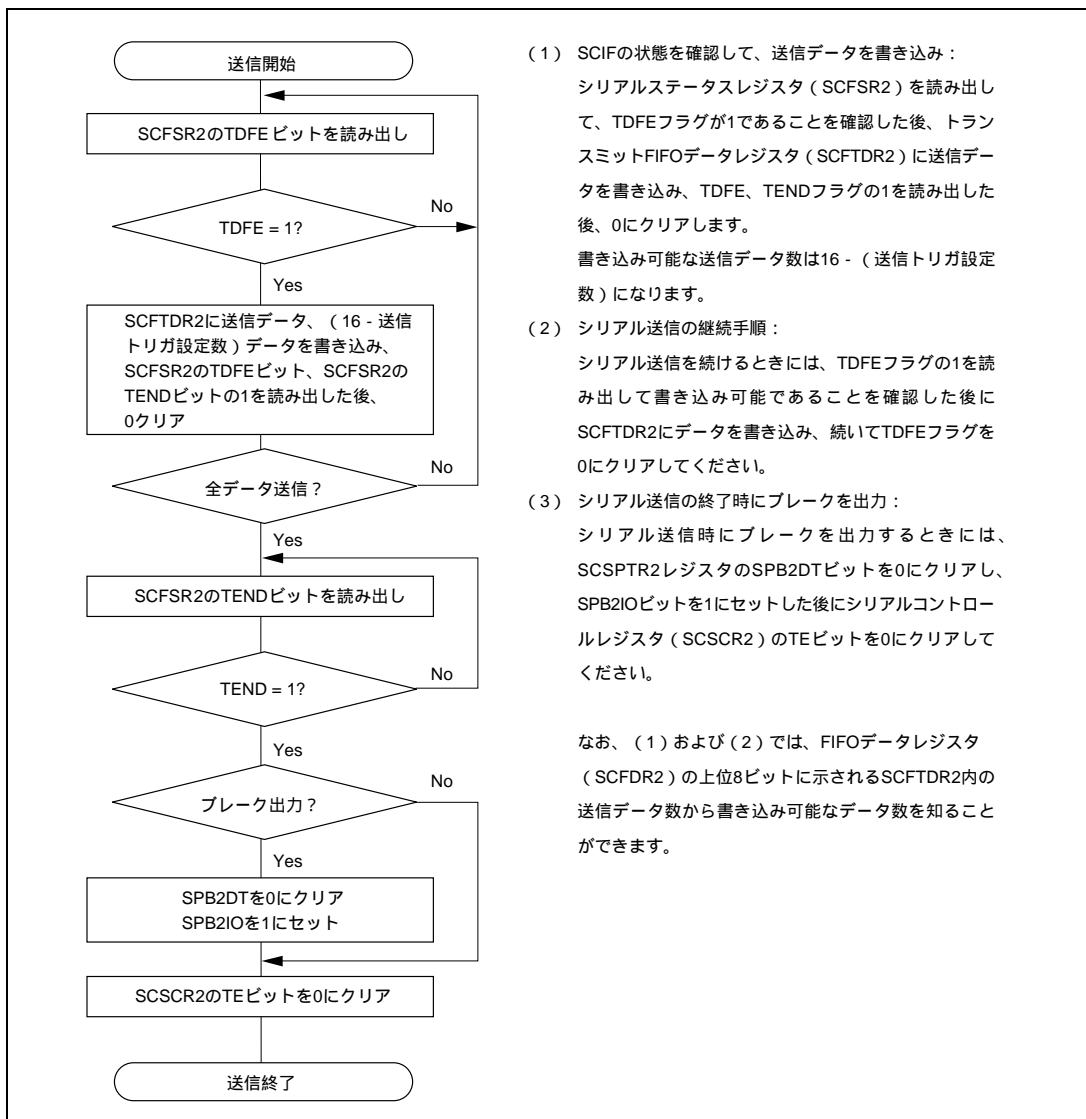 送信開始
SCFSR2のTDFEビットを読み出し
TDFE = 1?
No
Yes
SCFTDR2に送信データ、(16 - 送信
トリガ設定数)データを書き込み、
SCFSR2のTDFEビット、SCFSR2の
TENDビットの1を読み出した後、
0クリア
全データ送信?
No
Yes
SCFSR2のTENDビットを読み出し
TEND = 1?
No
Yes
ブレーク出力?
No
Yes
SPB2DTを0にクリア
SPB2IOを1にセット
SCSCR2のTEビットを0にクリア
送信終了
(1) SCIFの状態を確認して、送信データを書き込み:
シリアルステータスレジスタ(SCFSR2)を読み出し
て、TDFEフラグが1であることを確認した後、トラン
スミットFIFOデータレジスタ(SCFTDR2)に送信デー
タを書き込み、TDFE、TENDフラグの1を読み出した
後、0にクリアします。
書き込み可能な送信データ数は16 - (送信トリガ設定
数)になります。
(2) シリアル送信の継続手順:
シリアル送信を続けるときには、TDFEフラグの1を読
み出して書き込み可能であることを確認した後に
SCFTDR2にデータを書き込み、続いてTDFEフラグを
0にクリアしてください。
(3) シリアル送信の終了時にブレークを出力:
シリアル送信時にブレークを出力するときには、
SCSPTR2レジスタのSPB2DTビットを0にクリアし、
SPB2IOビットを1にセットした後にシリアルコントロー
ルレジスタ(SCSCR2)のTEビットを0にクリアして
ください。
なお、(1)および(2)では、FIFOデータレジスタ
(SCFDR2)の上位8ビットに示されるSCFTDR2内の
送信データ数から書き込み可能なデータ数を知ること
ができます。